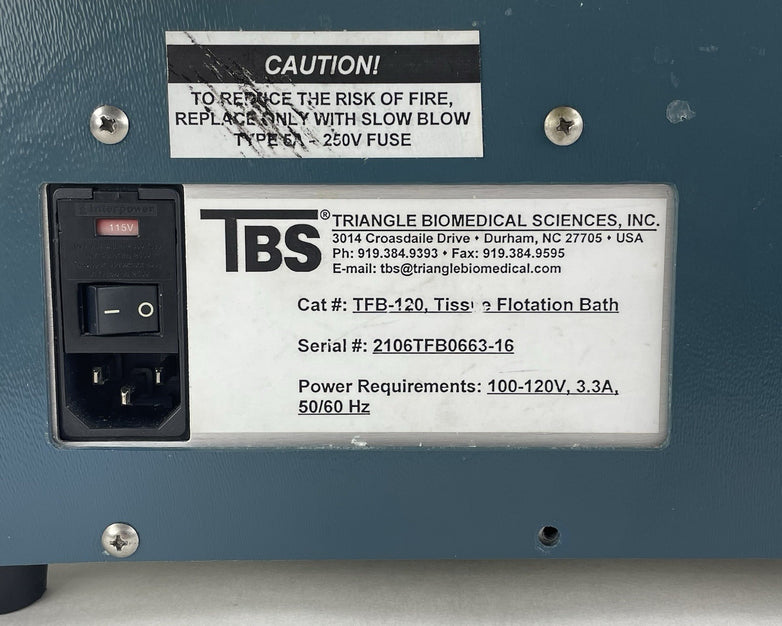 CAUTION!
TO REDUCE THE RISK OF FIRE,
REPLACE ONLY WITH SLOW BLOW
TYPE 5A - 250V FUSE
Interpower
115V
TBS® TRIANGLE BIOMEDICAL SCIENCES, INC.
3014 Croasdaile Drive • Durham, NC 27705 • USA
Ph: 919.384.9393 • Fax: 919.384.9595
E-mail: tbs@trianglebiomedical.com
Cat #: TFB-120, Tissue Flotation Bath
Serial #: 2106TFB0663-16
Power Requirements: 100-120V, 3.3A,
50/60 Hz